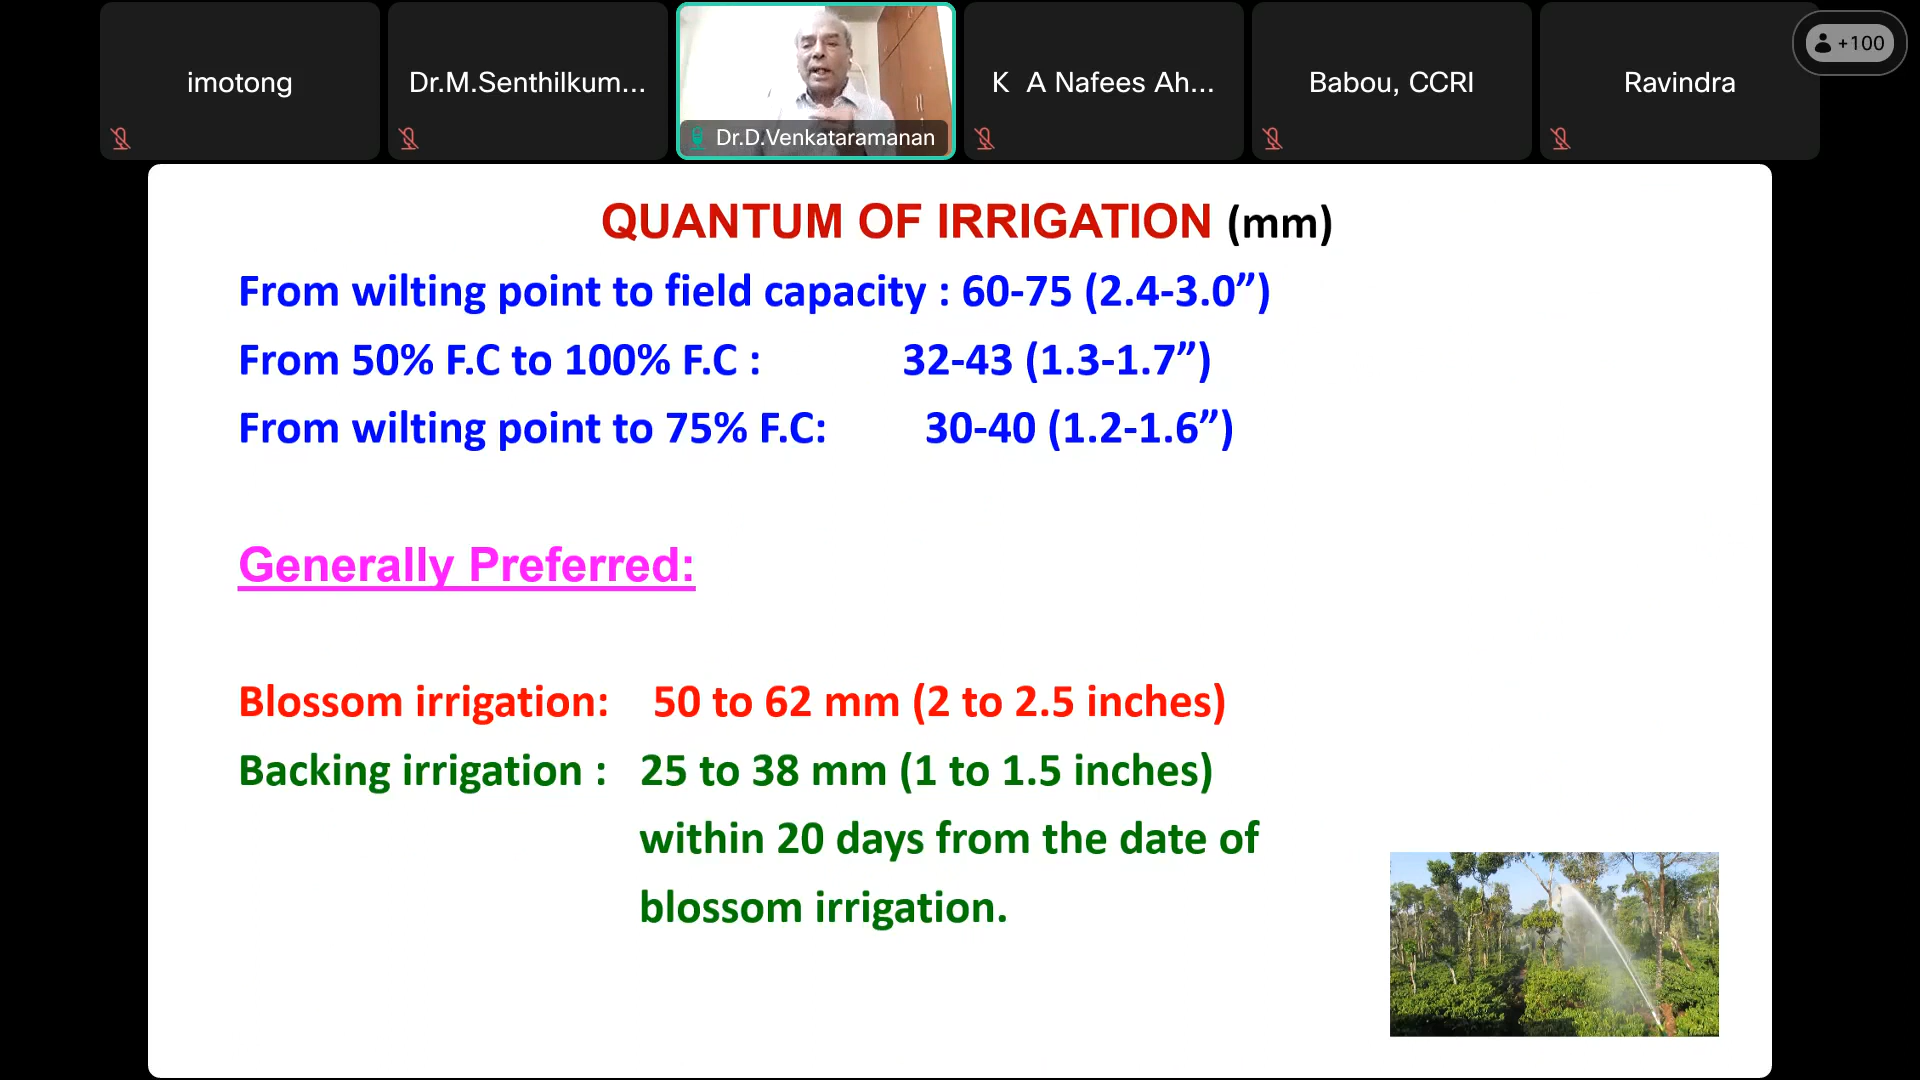 imotong
Dr.M.Senthilkum...
Dr.D.Venkataramanan
K A Nafees Ah...
Babou, CCRI
Ravindra
+100
QUANTUM OF IRRIGATION (mm)
From wilting point to field capacity : 60-75 (2.4-3.0”)
From 50% F.C to 100% F.C : 32-43 (1.3-1.7”)
From wilting point to 75% F.C: 30-40 (1.2-1.6”)
Generally Preferred:
Blossom irrigation: 50 to 62 mm (2 to 2.5 inches)
Backing irrigation : 25 to 38 mm (1 to 1.5 inches)
within 20 days from the date of
blossom irrigation.